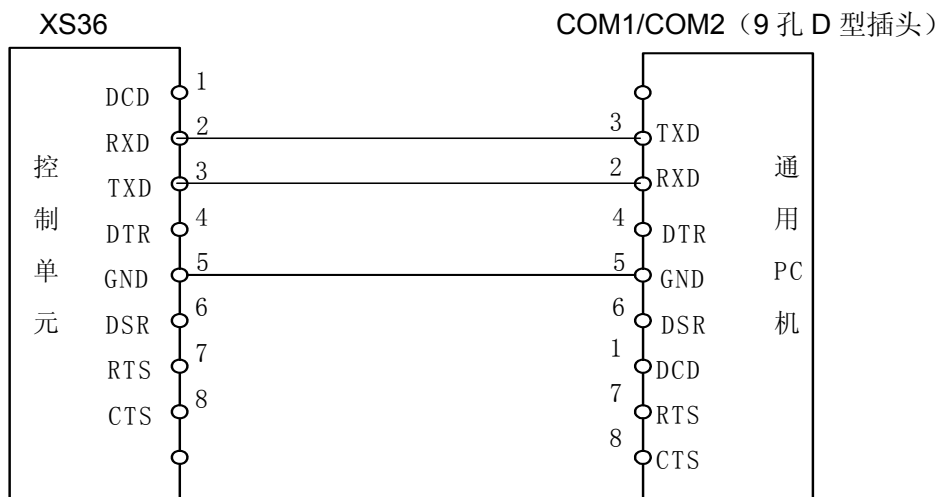 XS36
COM1/COM2（9孔D型插头）
DCD 1
RXD 2
TXD 3
DTR 4
GND 5
DSR 6
RTS 7
CTS 8
控制单元
3 TXD
2 RXD
4 DTR
5 GND
6 DSR
1 DCD
7 RTS
8 CTS
通用PC机